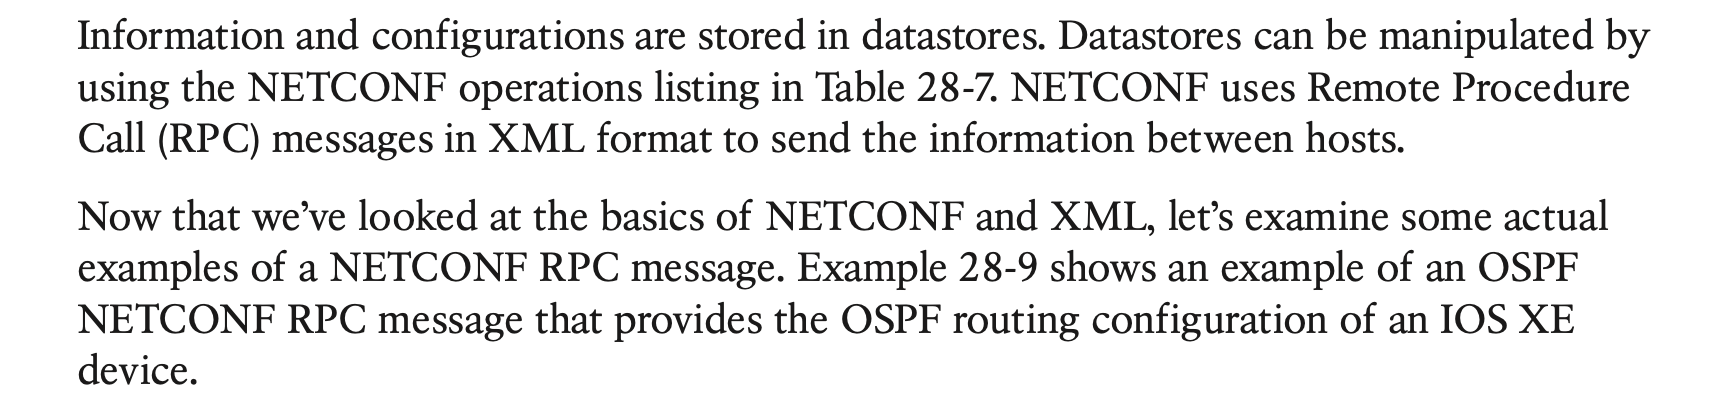 Information and configurations are stored in datastores. Datastores can be manipulated by
using the NETCONF operations listing in Table 28-7. NETCONF uses Remote Procedure
Call (RPC) messages in XML format to send the information between hosts.
Now that we’ve looked at the basics of NETCONF and XML, let’s examine some actual
examples of a NETCONF RPC message. Example 28-9 shows an example of an OSPF
NETCONF RPC message that provides the OSPF routing configuration of an IOS XE
device.